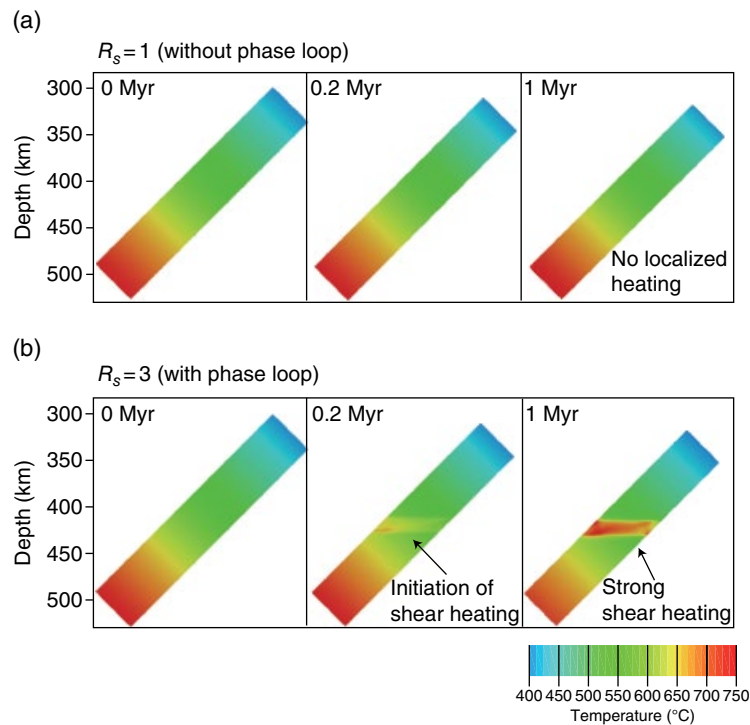 (a)
Rs=1 (without phase loop)
0 Myr
0.2 Myr
1 Myr
300
350
400
450
500
Depth (km)
No localized
heating
(b)
Rs=3 (with phase loop)
0 Myr
0.2 Myr
1 Myr
300
350
400
450
500
Depth (km)
Initiation of
shear heating
Strong
shear heating
400 450 500 550 600 650 700 750
Temperature (°C)